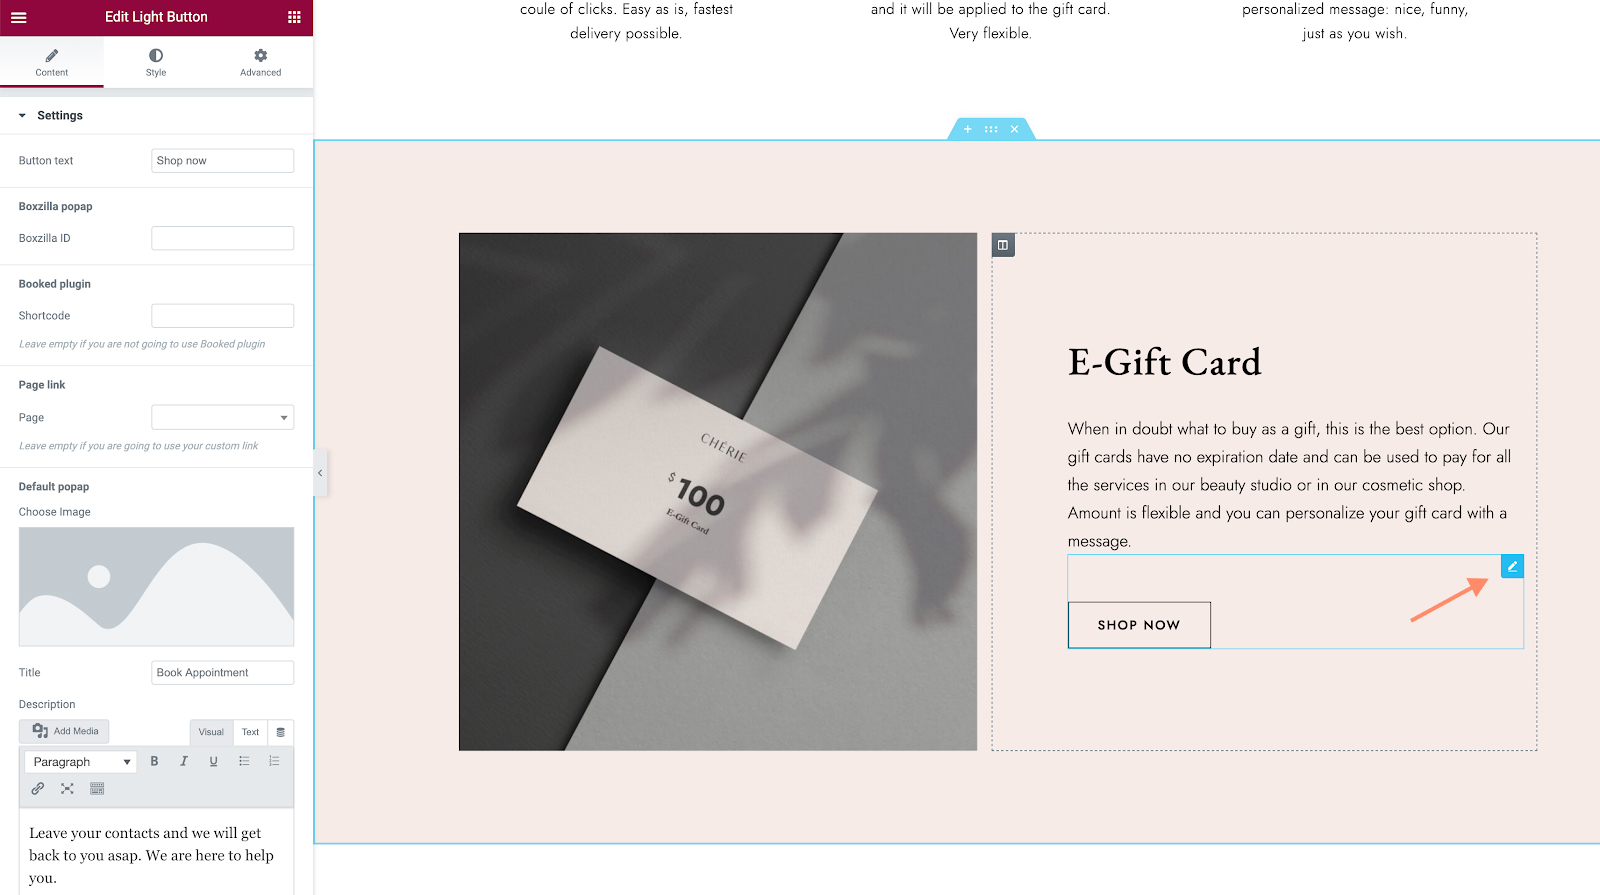 Edit Light Button
Content
Style
Advanced
Settings
Button text
Shop now
Boxzilla popap
Boxzilla ID
Booked plugin
Shortcode
Leave empty if you are not going to use Booked plugin
Page link
Page
Leave empty if you are going to use your custom link
Default popap
Choose Image
Title
Book Appointment
Description
Add Media
Visual
Text
Paragraph
B I U
Leave your contacts and we will get
back to you asap. We are here to help
you.
coule of clicks. Easy as is, fastest
delivery possible.
and it will be applied to the gift card.
Very flexible.
personalized message: nice, funny,
just as you wish.
CHÉRIE
$100
E-Gift Card
E-Gift Card
When in doubt what to buy as a gift, this is the best option. Our
gift cards have no expiration date and can be used to pay for all
the services in our beauty studio or in our cosmetic shop.
Amount is flexible and you can personalize your gift card with a
message.
SHOP NOW